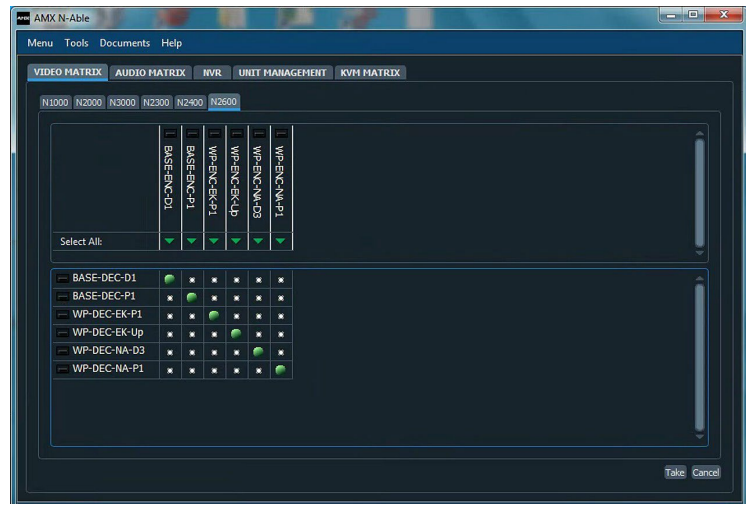 AMX AMX N-Able
Menu Tools Documents Help
VIDEO MATRIX AUDIO MATRIX NVR UNIT MANAGEMENT KVM MATRIX
N1000 N2000 N3000 N2300 N2400 N2600
BASE-ENC-D1
BASE-ENC-P1
WP-ENC-EK-P1
WP-ENC-EK-Up
WP-ENC-NA-D3
WP-ENC-NA-P1
Select All:
BASE-DEC-D1
BASE-DEC-P1
WP-DEC-EK-P1
WP-DEC-EK-Up
WP-DEC-NA-D3
WP-DEC-NA-P1
Take Cancel